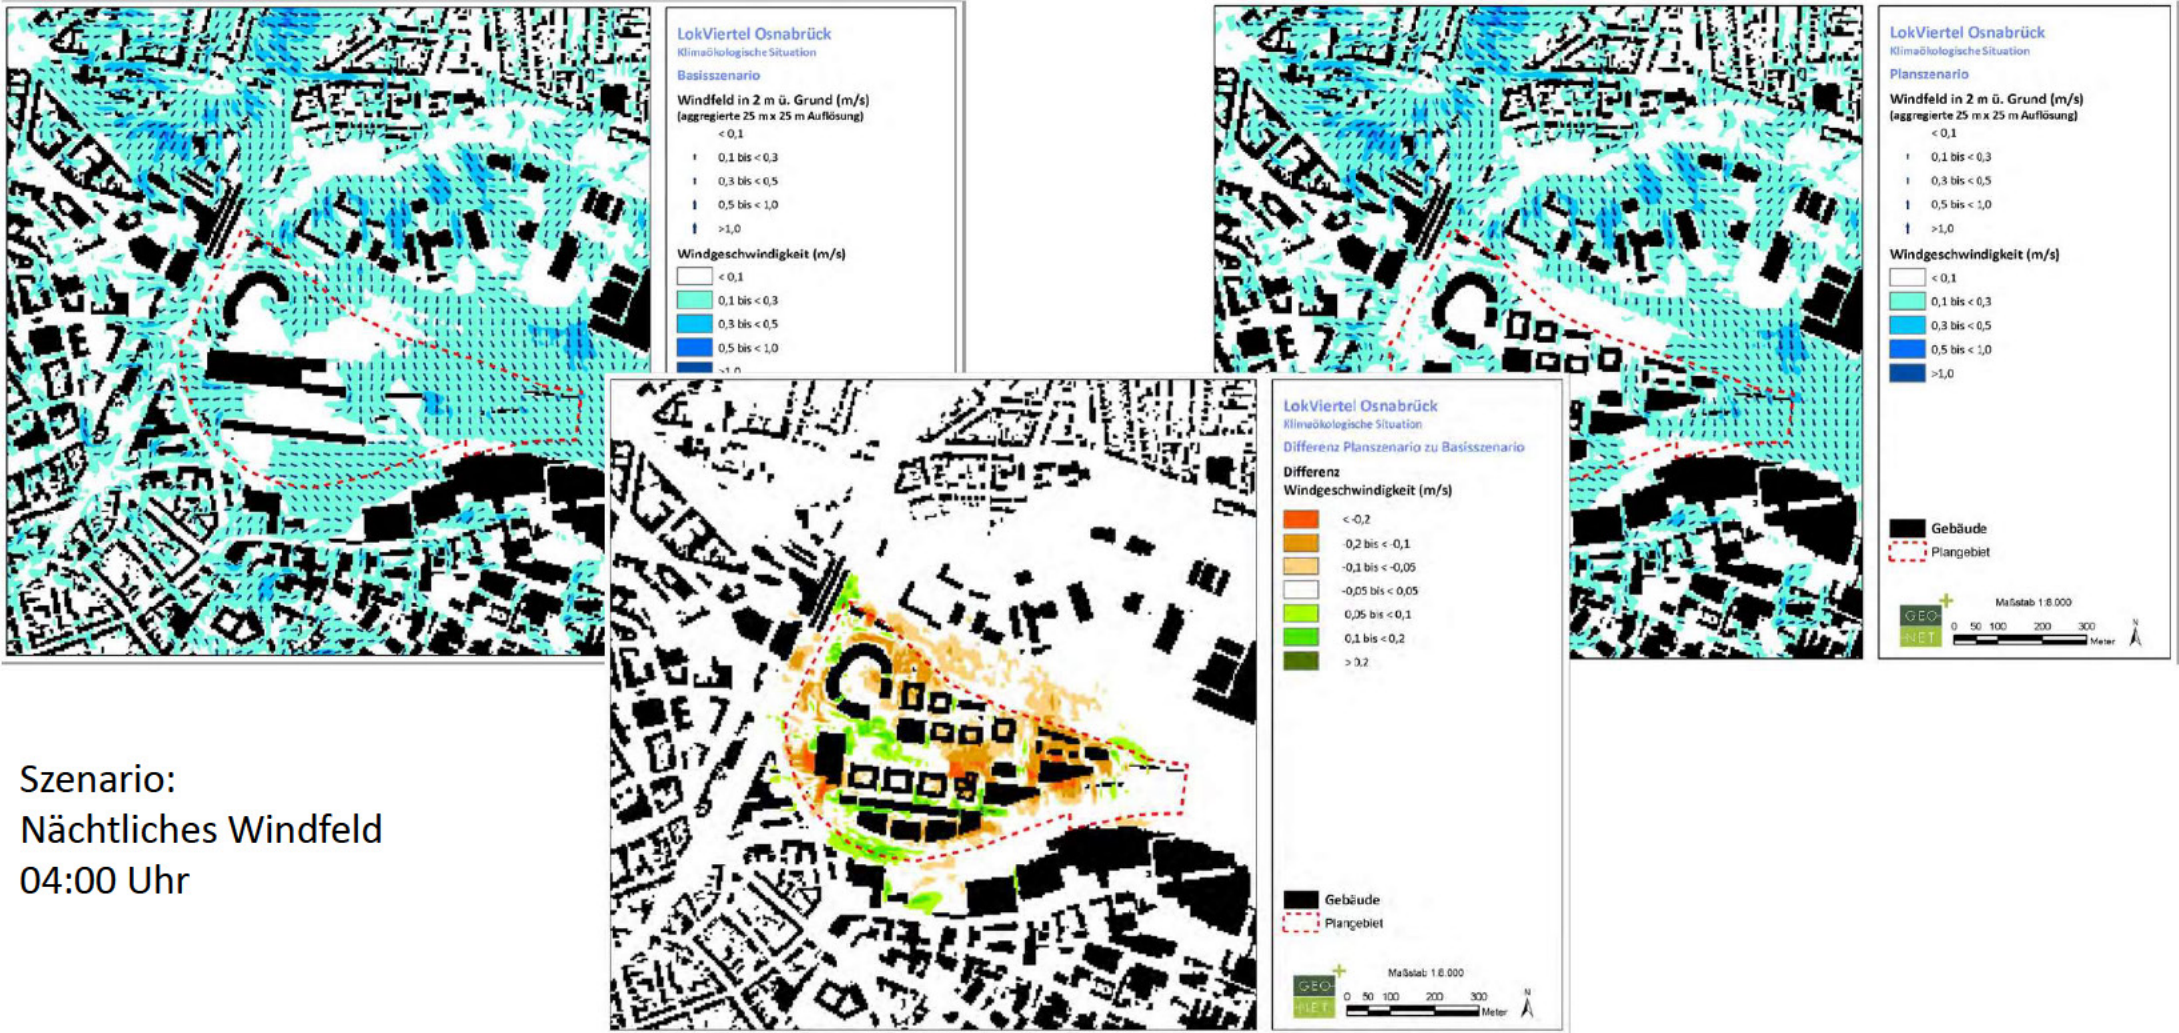 LokViertel Osnabrück
Klimaökologische Situation
Basisszenario
Windfeld in 2 m ü. Grund (m/s)
(aggregierte 25 m x 25 m Auflösung)
< 0,1
0,1 bis < 0,3
0,3 bis < 0,5
0,5 bis < 1,0
>1,0
Windgeschwindigkeit (m/s)
< 0,1
0,1 bis < 0,3
0,3 bis < 0,5
0,5 bis < 1,0
>1,0
LokViertel Osnabrück
Klimaökologische Situation
Planszenario
Windfeld in 2 m ü. Grund (m/s)
(aggregierte 25 m x 25 m Auflösung)
< 0,1
0,1 bis < 0,3
0,3 bis < 0,5
0,5 bis < 1,0
>1,0
Windgeschwindigkeit (m/s)
< 0,1
0,1 bis < 0,3
0,3 bis < 0,5
0,5 bis < 1,0
>1,0
Gebäude
Plangebiet
GEO
NET
Maßstab 1:8.000
0 50 100 200 300
Meter
N
LokViertel Osnabrück
Klimaökologische Situation
Differenz Planszenario zu Basisszenario
Differenz
Windgeschwindigkeit (m/s)
< -0,2
-0,2 bis < -0,1
-0,1 bis < -0,05
-0,05 bis < 0,05
0,05 bis < 0,1
0,1 bis < 0,2
> 0,2
Gebäude
Plangebiet
GEO
NET
Maßstab 1:8.000
0 50 100 200 300
Meter
N
Szenario:
Nächtliches Windfeld
04:00 Uhr